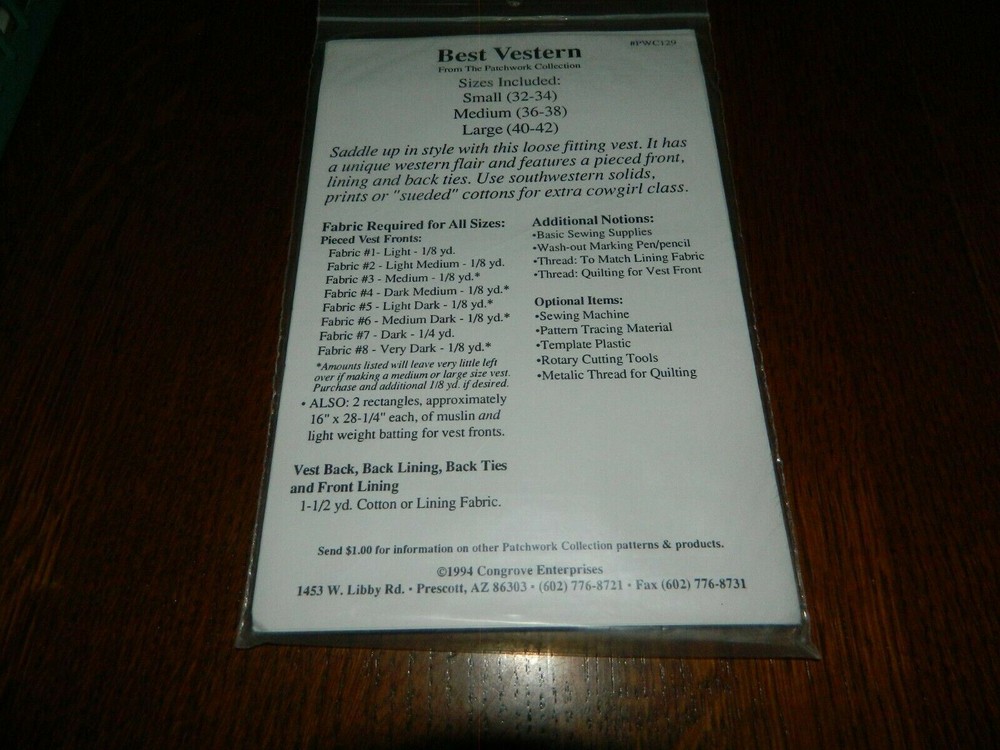 #PWC129
Best Vestern
From The Patchwork Collection
Sizes Included:
Small (32-34)
Medium (36-38)
Large (40-42)
Saddle up in style with this loose fitting vest. It has
a unique western flair and features a pieced front,
lining and back ties. Use southwestern solids,
prints or "sueded" cottons for extra cowgirl class.
Fabric Required for All Sizes:
Pieced Vest Fronts:
Fabric #1- Light - 1/8 yd.
Fabric #2 - Light Medium - 1/8 yd.
Fabric #3 - Medium - 1/8 yd.*
Fabric #4 - Dark Medium - 1/8 yd.*
Fabric #5 - Light Dark - 1/8 yd.*
Fabric #6 - Medium Dark - 1/8 yd.*
Fabric #7 - Dark - 1/4 yd.
Fabric #8 - Very Dark - 1/8 yd.*
*Amounts listed will leave very little left
over if making a medium or large size vest.
Purchase and additional 1/8 yd. if desired.
• ALSO: 2 rectangles, approximately
16" x 28-1/4" each, of muslin and
light weight batting for vest fronts.
Vest Back, Back Lining, Back Ties
and Front Lining
1-1/2 yd. Cotton or Lining Fabric.
Additional Notions:
•Basic Sewing Supplies
•Wash-out Marking Pen/pencil
•Thread: To Match Lining Fabric
•Thread: Quilting for Vest Front
Optional Items:
•Sewing Machine
•Pattern Tracing Material
•Template Plastic
•Rotary Cutting Tools
•Metalic Thread for Quilting
Send $1.00 for information on other Patchwork Collection patterns & products.
©1994 Congrove Enterprises
1453 W. Libby Rd. • Prescott, AZ 86303 • (602) 776-8721 • Fax (602) 776-8731